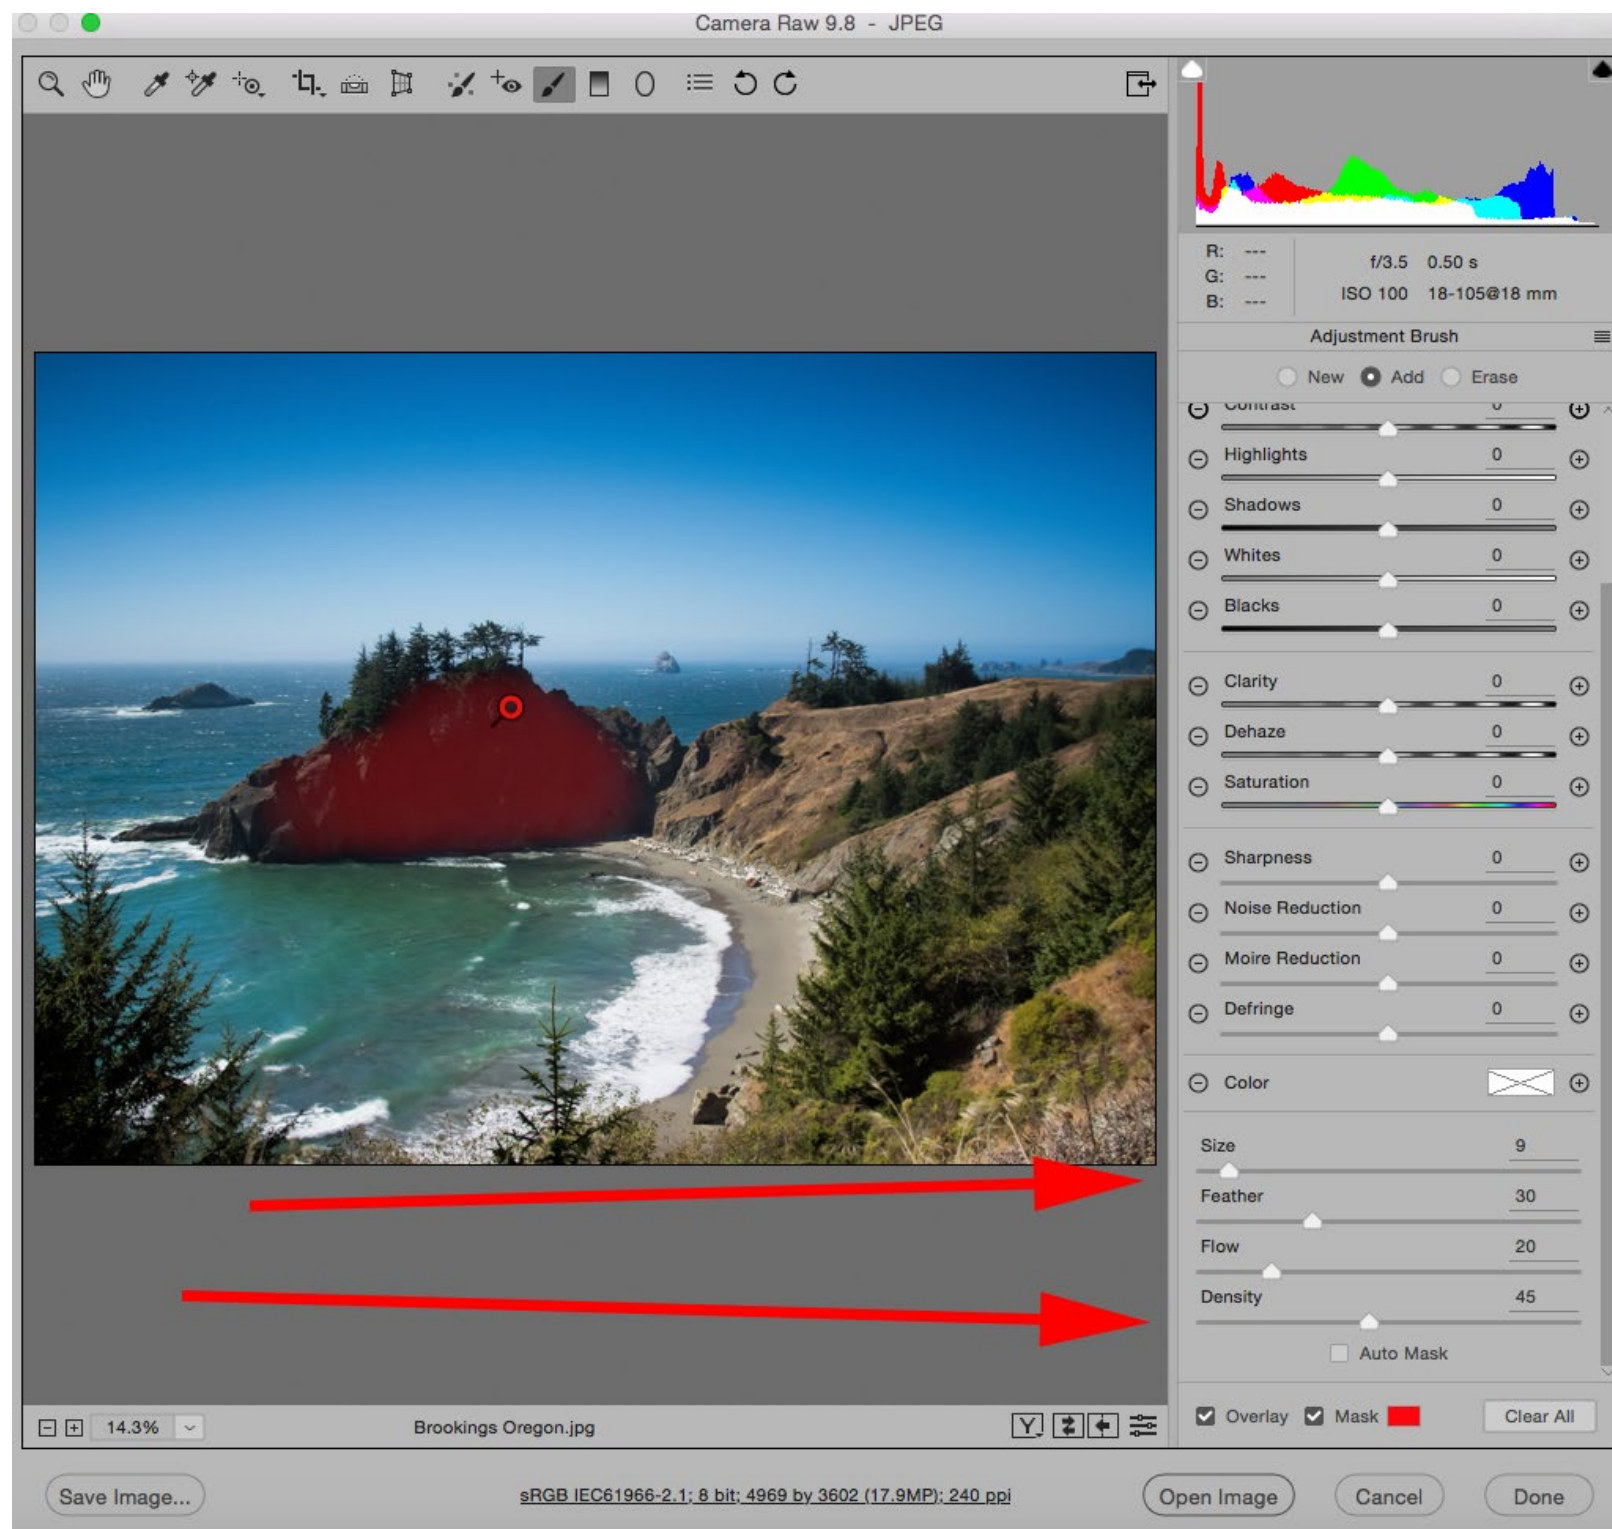 Camera Raw 9.8 - JPEG
R: ---
G: ---
B: ---
f/3.5 0.50 s
ISO 100 18-105@18 mm
Adjustment Brush
New Add Erase
Contrast 0
Highlights 0
Shadows 0
Whites 0
Blacks 0
Clarity 0
Dehaze 0
Saturation 0
Sharpness 0
Noise Reduction 0
Moire Reduction 0
Defringe 0
Color
Size 9
Feather 30
Flow 20
Density 45
Auto Mask
14.3% Brookings Oregon.jpg Y
Overlay Mask Clear All
Save Image... sRGB IEC61966-2.1; 8 bit; 4969 by 3602 (17.9MP); 240 ppi Open Image Cancel Done